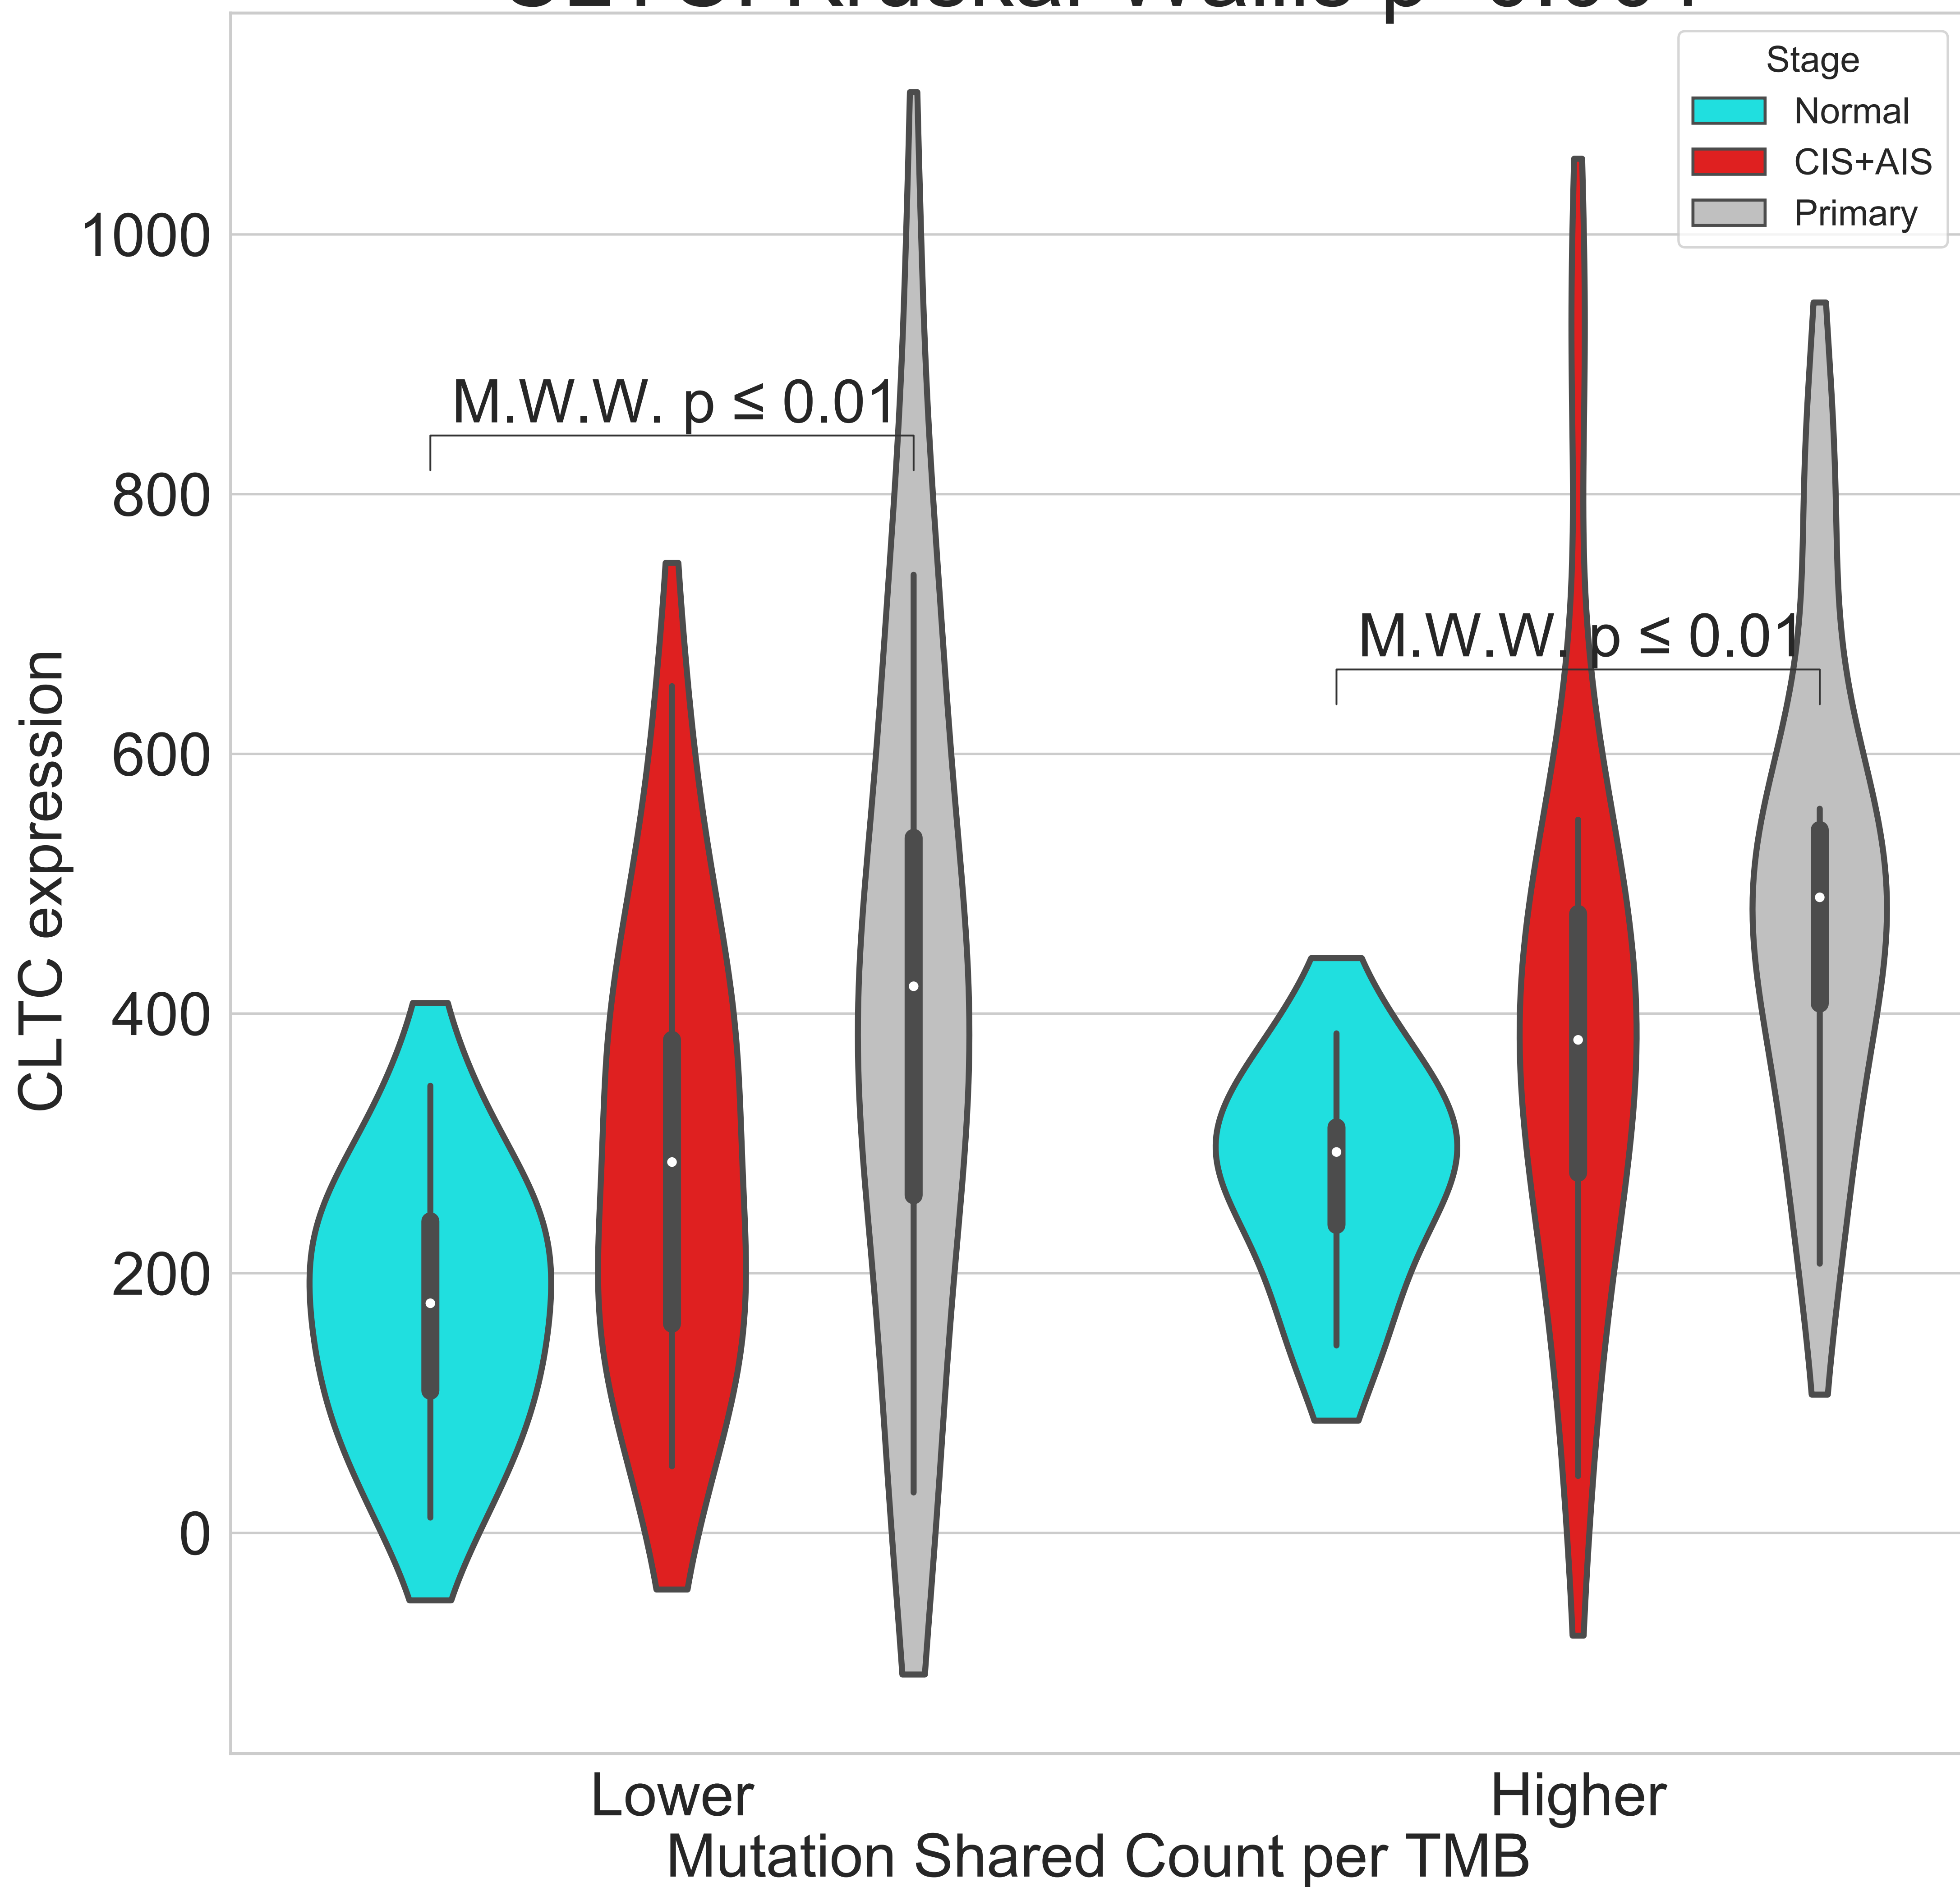 Stage
Normal
CIS+AIS
Primary
1000
800
600
400
200
0
CLTC expression
M.W.W. p ≤ 0.01
M.W.W. p ≤ 0.01
Lower
Higher
Mutation Shared Count per TMB